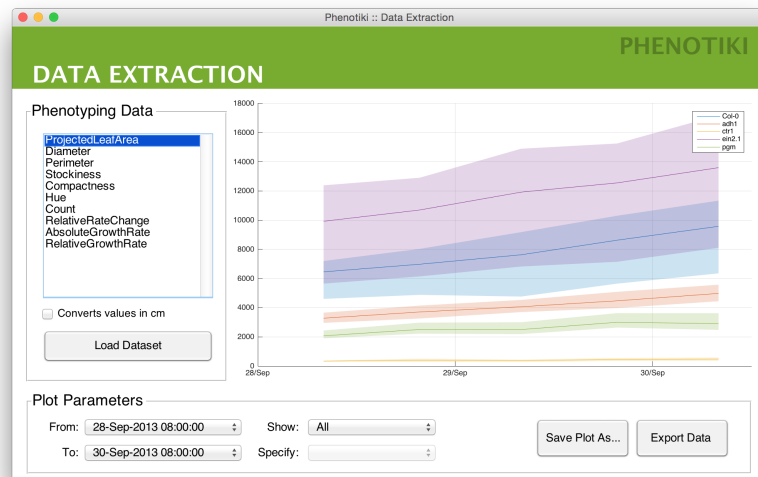 Phenotiki :: Data Extraction
PHENOTIKI
DATA EXTRACTION
Phenotyping Data
ProjectedLeafArea
Diameter
Perimeter
Stockiness
Compactness
Hue
Count
RelativeRateChange
AbsoluteGrowthRate
RelativeGrowthRate
Converts values in cm
Load Dataset
18000
16000
14000
12000
10000
8000
6000
4000
2000
0
28/Sep
29/Sep
30/Sep
Col-0
adh1
ctr1
ein2.1
pgm
Plot Parameters
From: 28-Sep-2013 08:00:00 Show: All
To: 30-Sep-2013 08:00:00 Specify:
Save Plot As...
Export Data